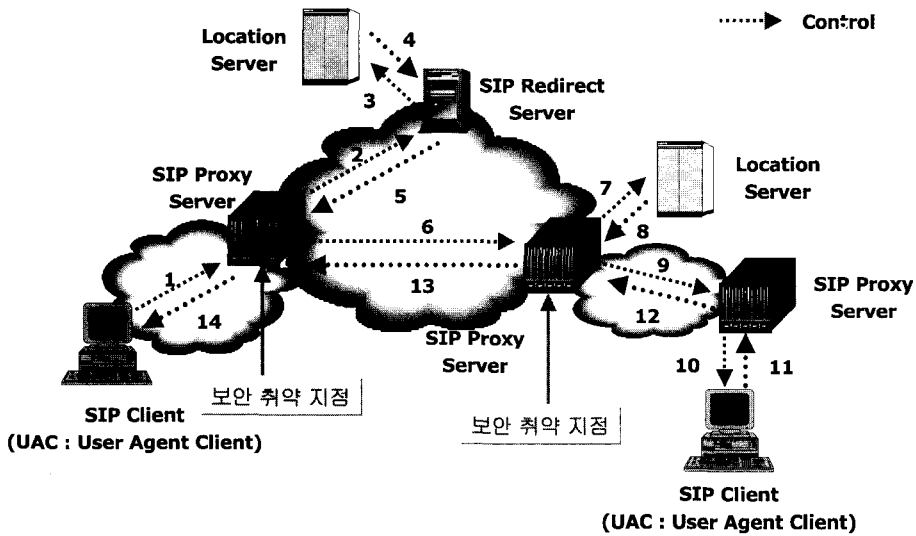 Control
Location
Server
4
3
SIP Redirect
Server
2
5
SIP Proxy
Server
7
8
Location
Server
6
13
1
14
9
12
SIP Proxy
Server
SIP Proxy
Server
10
11
보안 취약 지점
보안 취약 지점
SIP Client
(UAC : User Agent Client)
SIP Client
(UAC : User Agent Client)